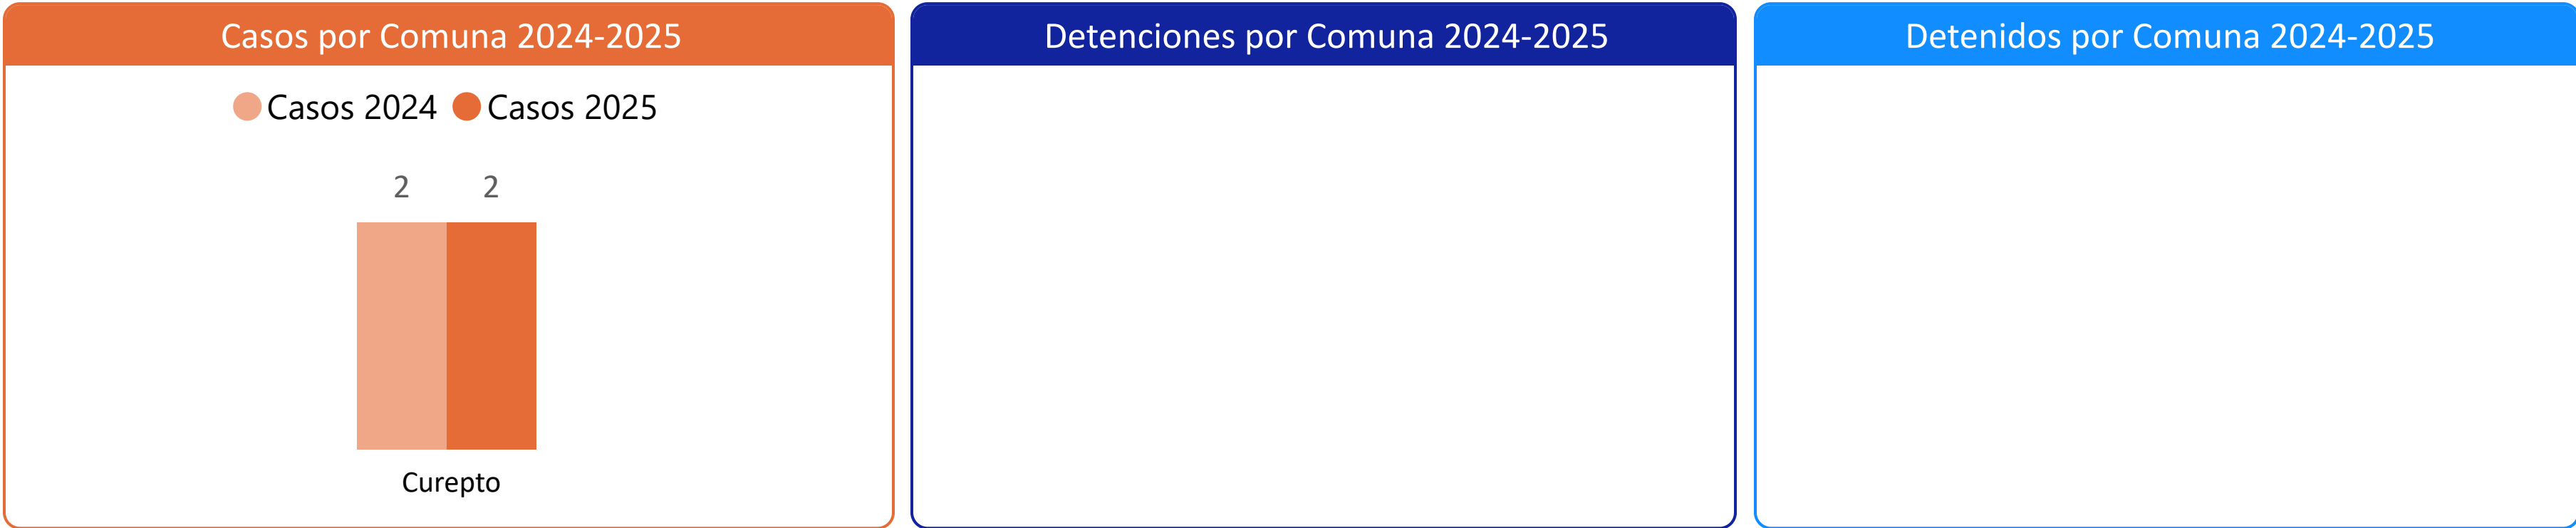 Casos por Comuna 2024-2025
Casos 2024 Casos 2025
2 2
Curepto
Detenciones por Comuna 2024-2025
Detenidos por Comuna 2024-2025